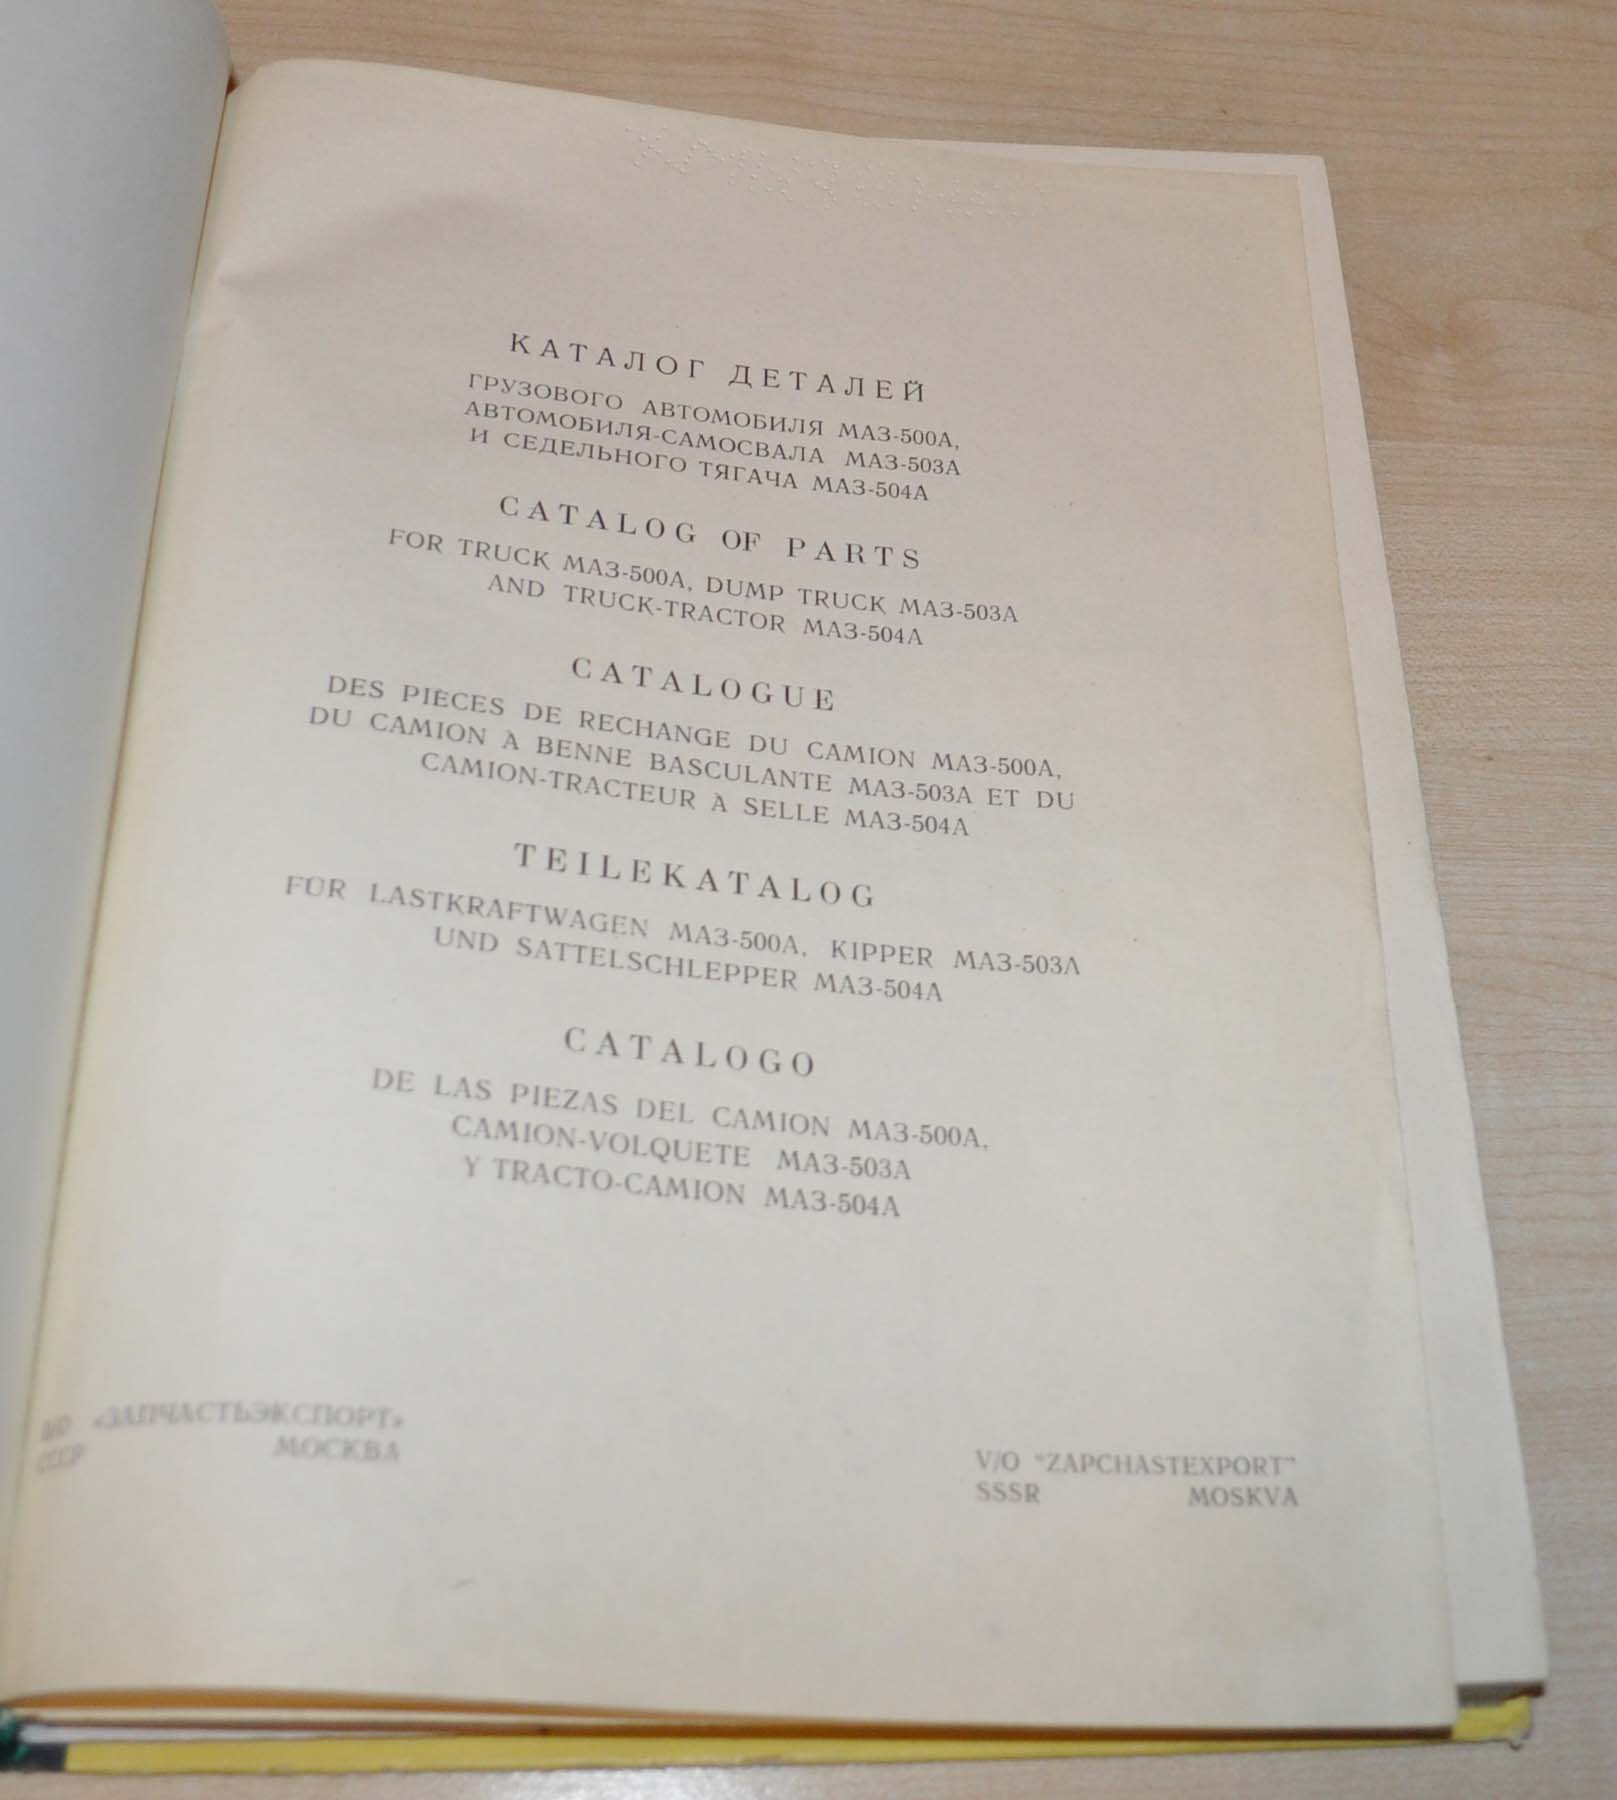 КАТАЛОГ ДЕТАЛЕЙ
ГРУЗОВОГО АВТОМОБИЛЯ МАЗ-500А,
АВТОМОБИЛЯ-САМОСВАЛА МАЗ-503А
И СЕДЕЛЬНОГО ТЯГАЧА МАЗ-504А
CATALOG OF PARTS
FOR TRUCK МАЗ-500А, DUMP TRUCK МАЗ-503А
AND TRUCK-TRACTOR МАЗ-504А
CATALOGUE
DES PIÈCES DE RECHANGE DU CAMION МАЗ-500А,
DU CAMION À BENNE BASCULANTE МАЗ-503А ET DU
CAMION-TRACTEUR À SELLE МАЗ-504А
TEILEKATALOG
FÜR LASTKRAFTWAGEN МАЗ-500А, KIPPER МАЗ-503А
UND SATTELSCHLEPPER МАЗ-504А
CATALOGO
DE LAS PIEZAS DEL CAMION МАЗ-500А,
CAMION-VOLQUETE МАЗ-503А
Y TRACTO-CAMION МАЗ-504А
В/О «ЗАПЧАСТЬЭКСПОРТ»
СССР МОСКВА
V/O "ZAPCHASTEXPORT"
SSSR MOSKVA